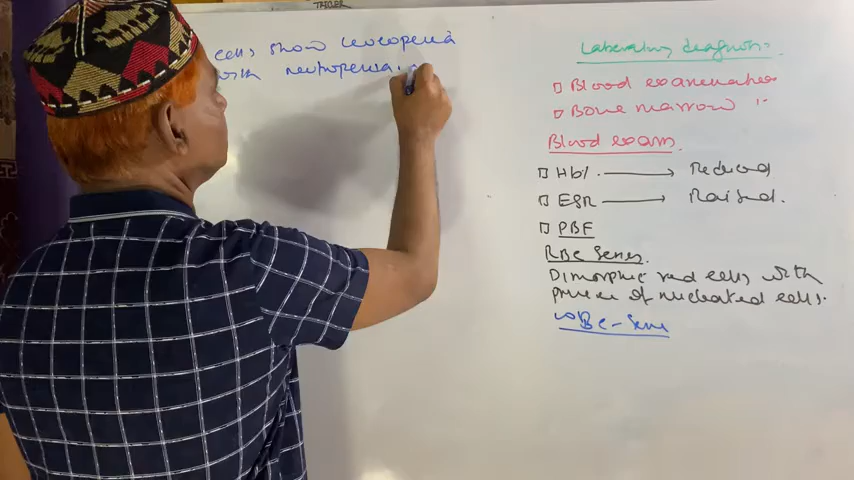 Laboratory diagnosis:
Blood examination
Bone marrow "
Blood exam.
Hb%. → Reduced
ESR → Raised.
PBF
RBC Series.
Dimorphic red cells with
presence of nucleated cells.
WBC-Series
cells show leucopenia
with neutropenia.